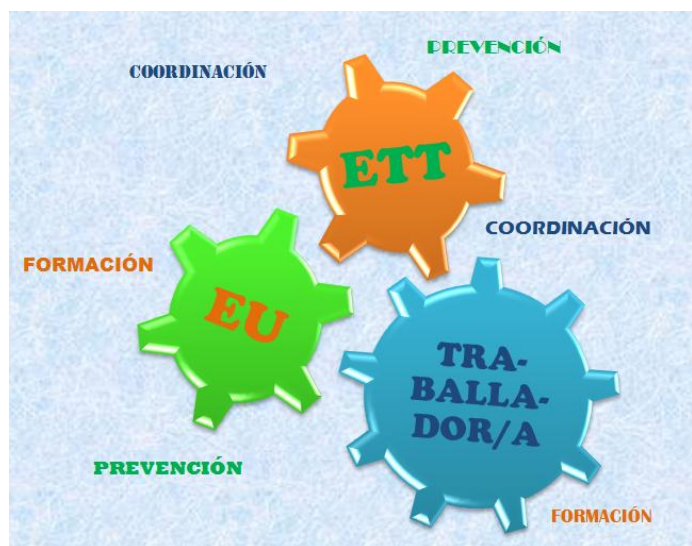 PREVENCIÓN
COORDINACIÓN
ETT
COORDINACIÓN
FORMACIÓN
EU
TRA-
BALLA-
DOR/A
PREVENCIÓN
FORMACIÓN